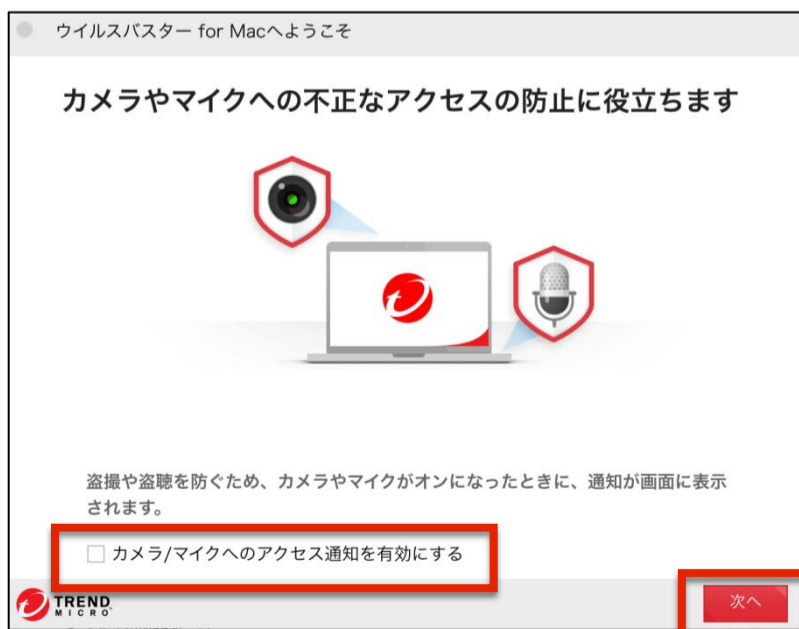 ウイルスバスター for Macへようこそ
カメラやマイクへの不正なアクセスの防止に役立ちます
盗撮や盗聴を防ぐため、カメラやマイクがオンになったときに、通知が画面に表示
されます。
カメラ/マイクへのアクセス通知を有効にする
TREND
MICRO
次へ